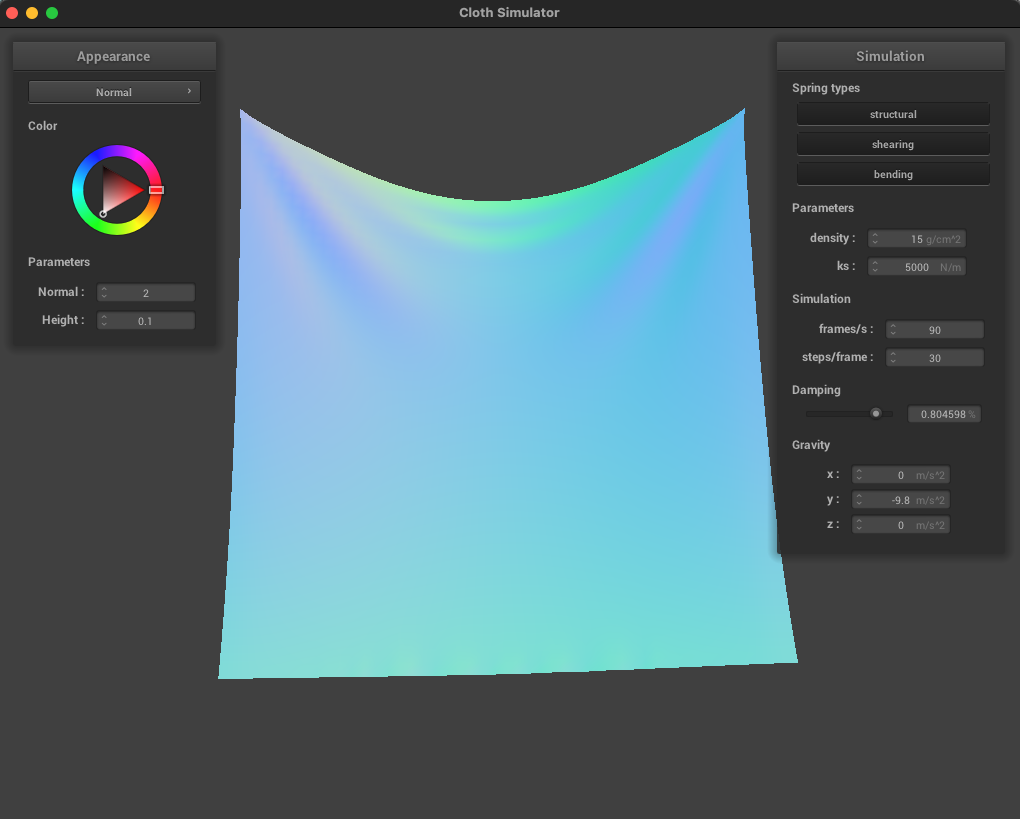 Cloth Simulator
Appearance
Normal ›
Color
Parameters
Normal : 2
Height : 0.1
Simulation
Spring types
structural
shearing
bending
Parameters
density : 15 g/cm^2
ks : 5000 N/m
Simulation
frames/s : 90
steps/frame : 30
Damping
0.804598 %
Gravity
x : 0 m/s^2
y : -9.8 m/s^2
z : 0 m/s^2